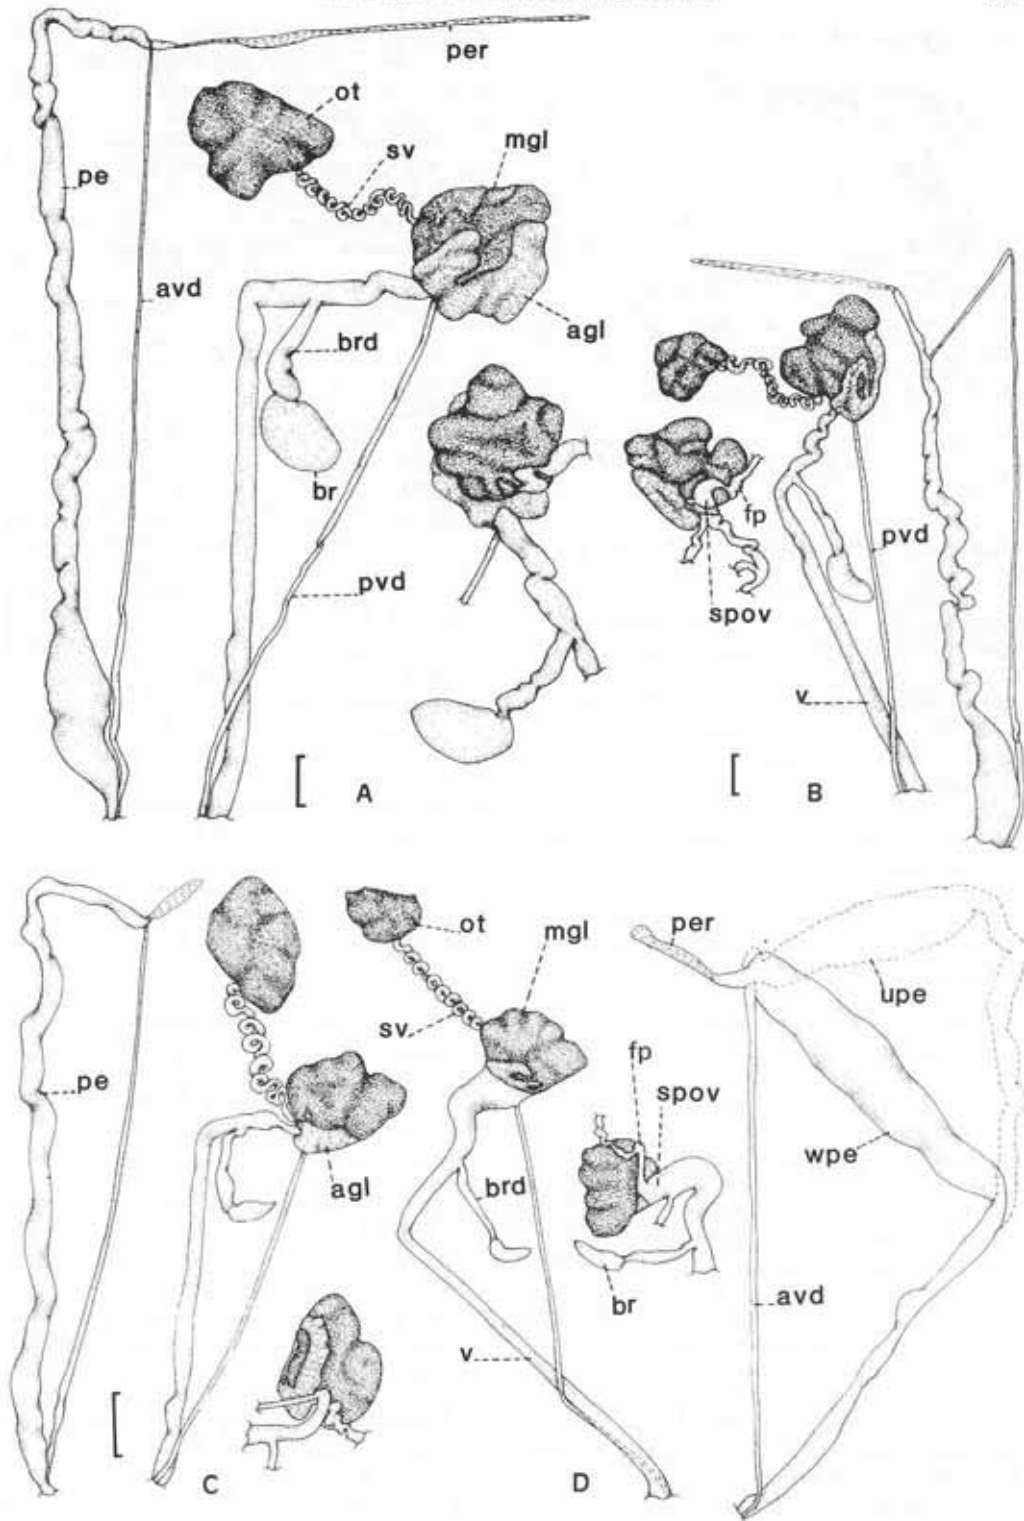 per
ot
mgl
sv
pe
avd
agl
brd
br
fp
pvd
pvd
spov
v
A
B
ot
mgl
per
upe
sv
fp
pe
spov
wpe
agl
brd
br
avd
v
C
D